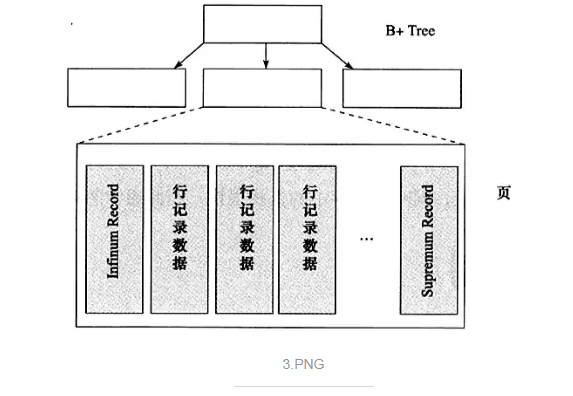 B+ Tree
Infinum Record
行记录数据
行记录数据
行记录数据
...
Supremum Record
页
3.PNG